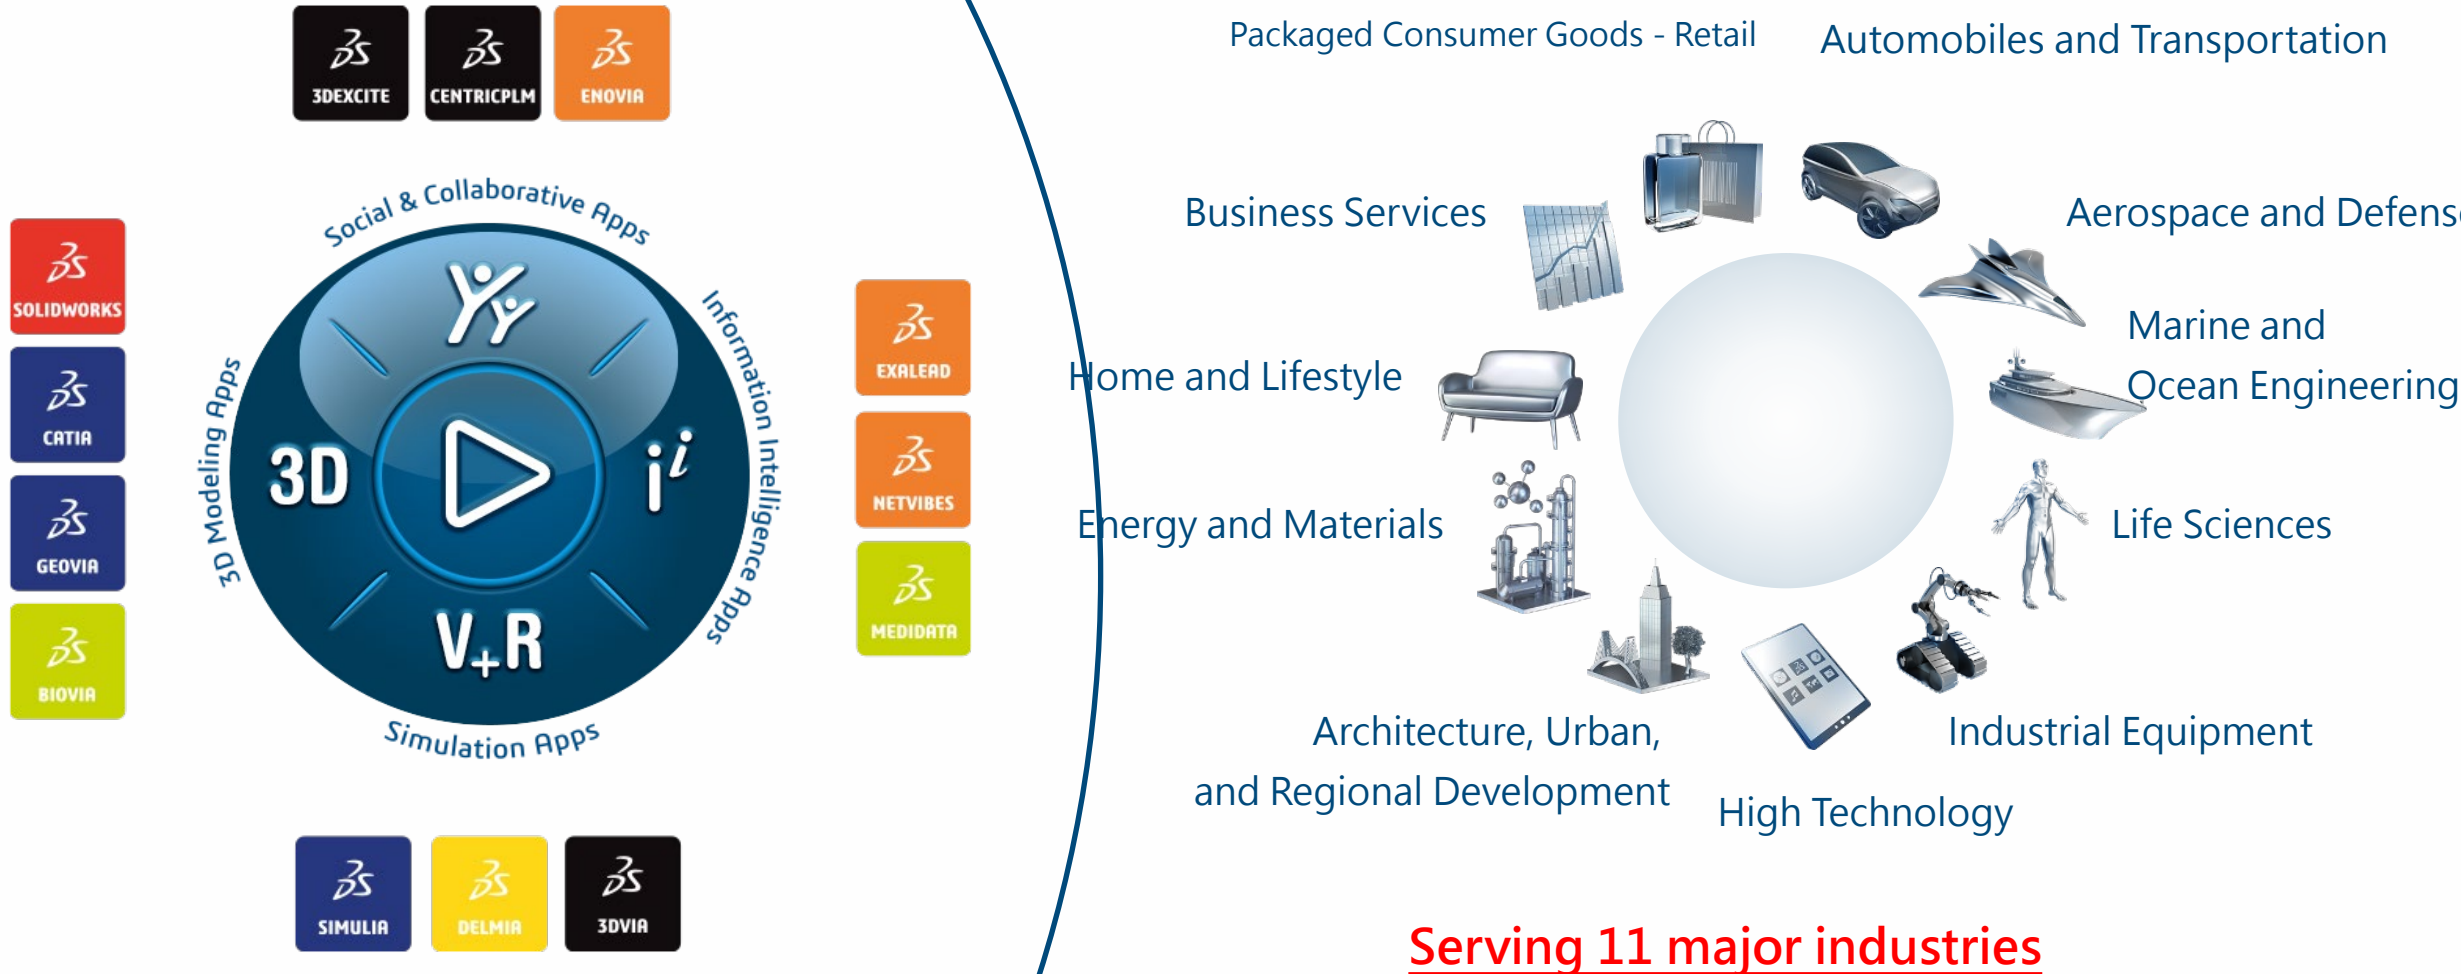 3DEXCITE
CENTRICPLM
ENOVIA
Social & Collaborative Apps
SOLIDWORKS
CATIA
GEOVIA
BIOVIA
3D Modeling Apps
3D
i i
V+R
Information Intelligence Apps
Simulation Apps
EXALEAD
NETVIBES
MEDIDATA
SIMULIA
DELMIA
3DVIA
Packaged Consumer Goods - Retail
Automobiles and Transportation
Business Services
Aerospace and Defense
Marine and
Ocean Engineering
Home and Lifestyle
Energy and Materials
Life Sciences
Architecture, Urban,
and Regional Development
Industrial Equipment
High Technology
Serving 11 major industries